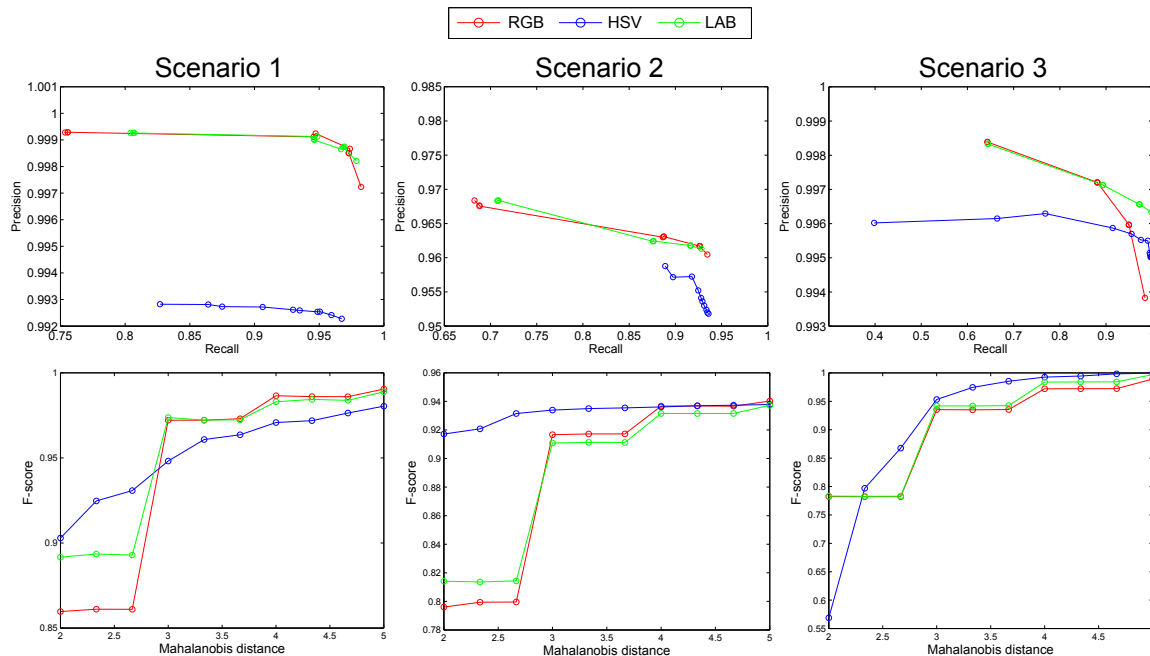 RGB HSV LAB
Scenario 1 Scenario 2 Scenario 3
1.001
1
0.999
0.998
0.997
0.996
0.995
0.994
0.993
0.992
0.75 0.8 0.85 0.9 0.95 1
Precision
Recall
0.985
0.98
0.975
0.97
0.965
0.96
0.955
0.95
0.65 0.7 0.75 0.8 0.85 0.9 0.95 1
Precision
Recall
1
0.999
0.998
0.997
0.996
0.995
0.994
0.993
0.4 0.5 0.6 0.7 0.8 0.9
Precision
Recall
1
0.95
0.9
0.85
2 2.5 3 3.5 4 4.5 5
F-score
Mahalanobis distance
0.96
0.94
0.92
0.9
0.88
0.86
0.84
0.82
0.8
0.78
2 2.5 3 3.5 4 4.5 5
F-score
Mahalanobis distance
1
0.95
0.9
0.85
0.8
0.75
0.7
0.65
0.6
0.55
2 2.5 3 3.5 4 4.5
F-score
Mahalanobis distance